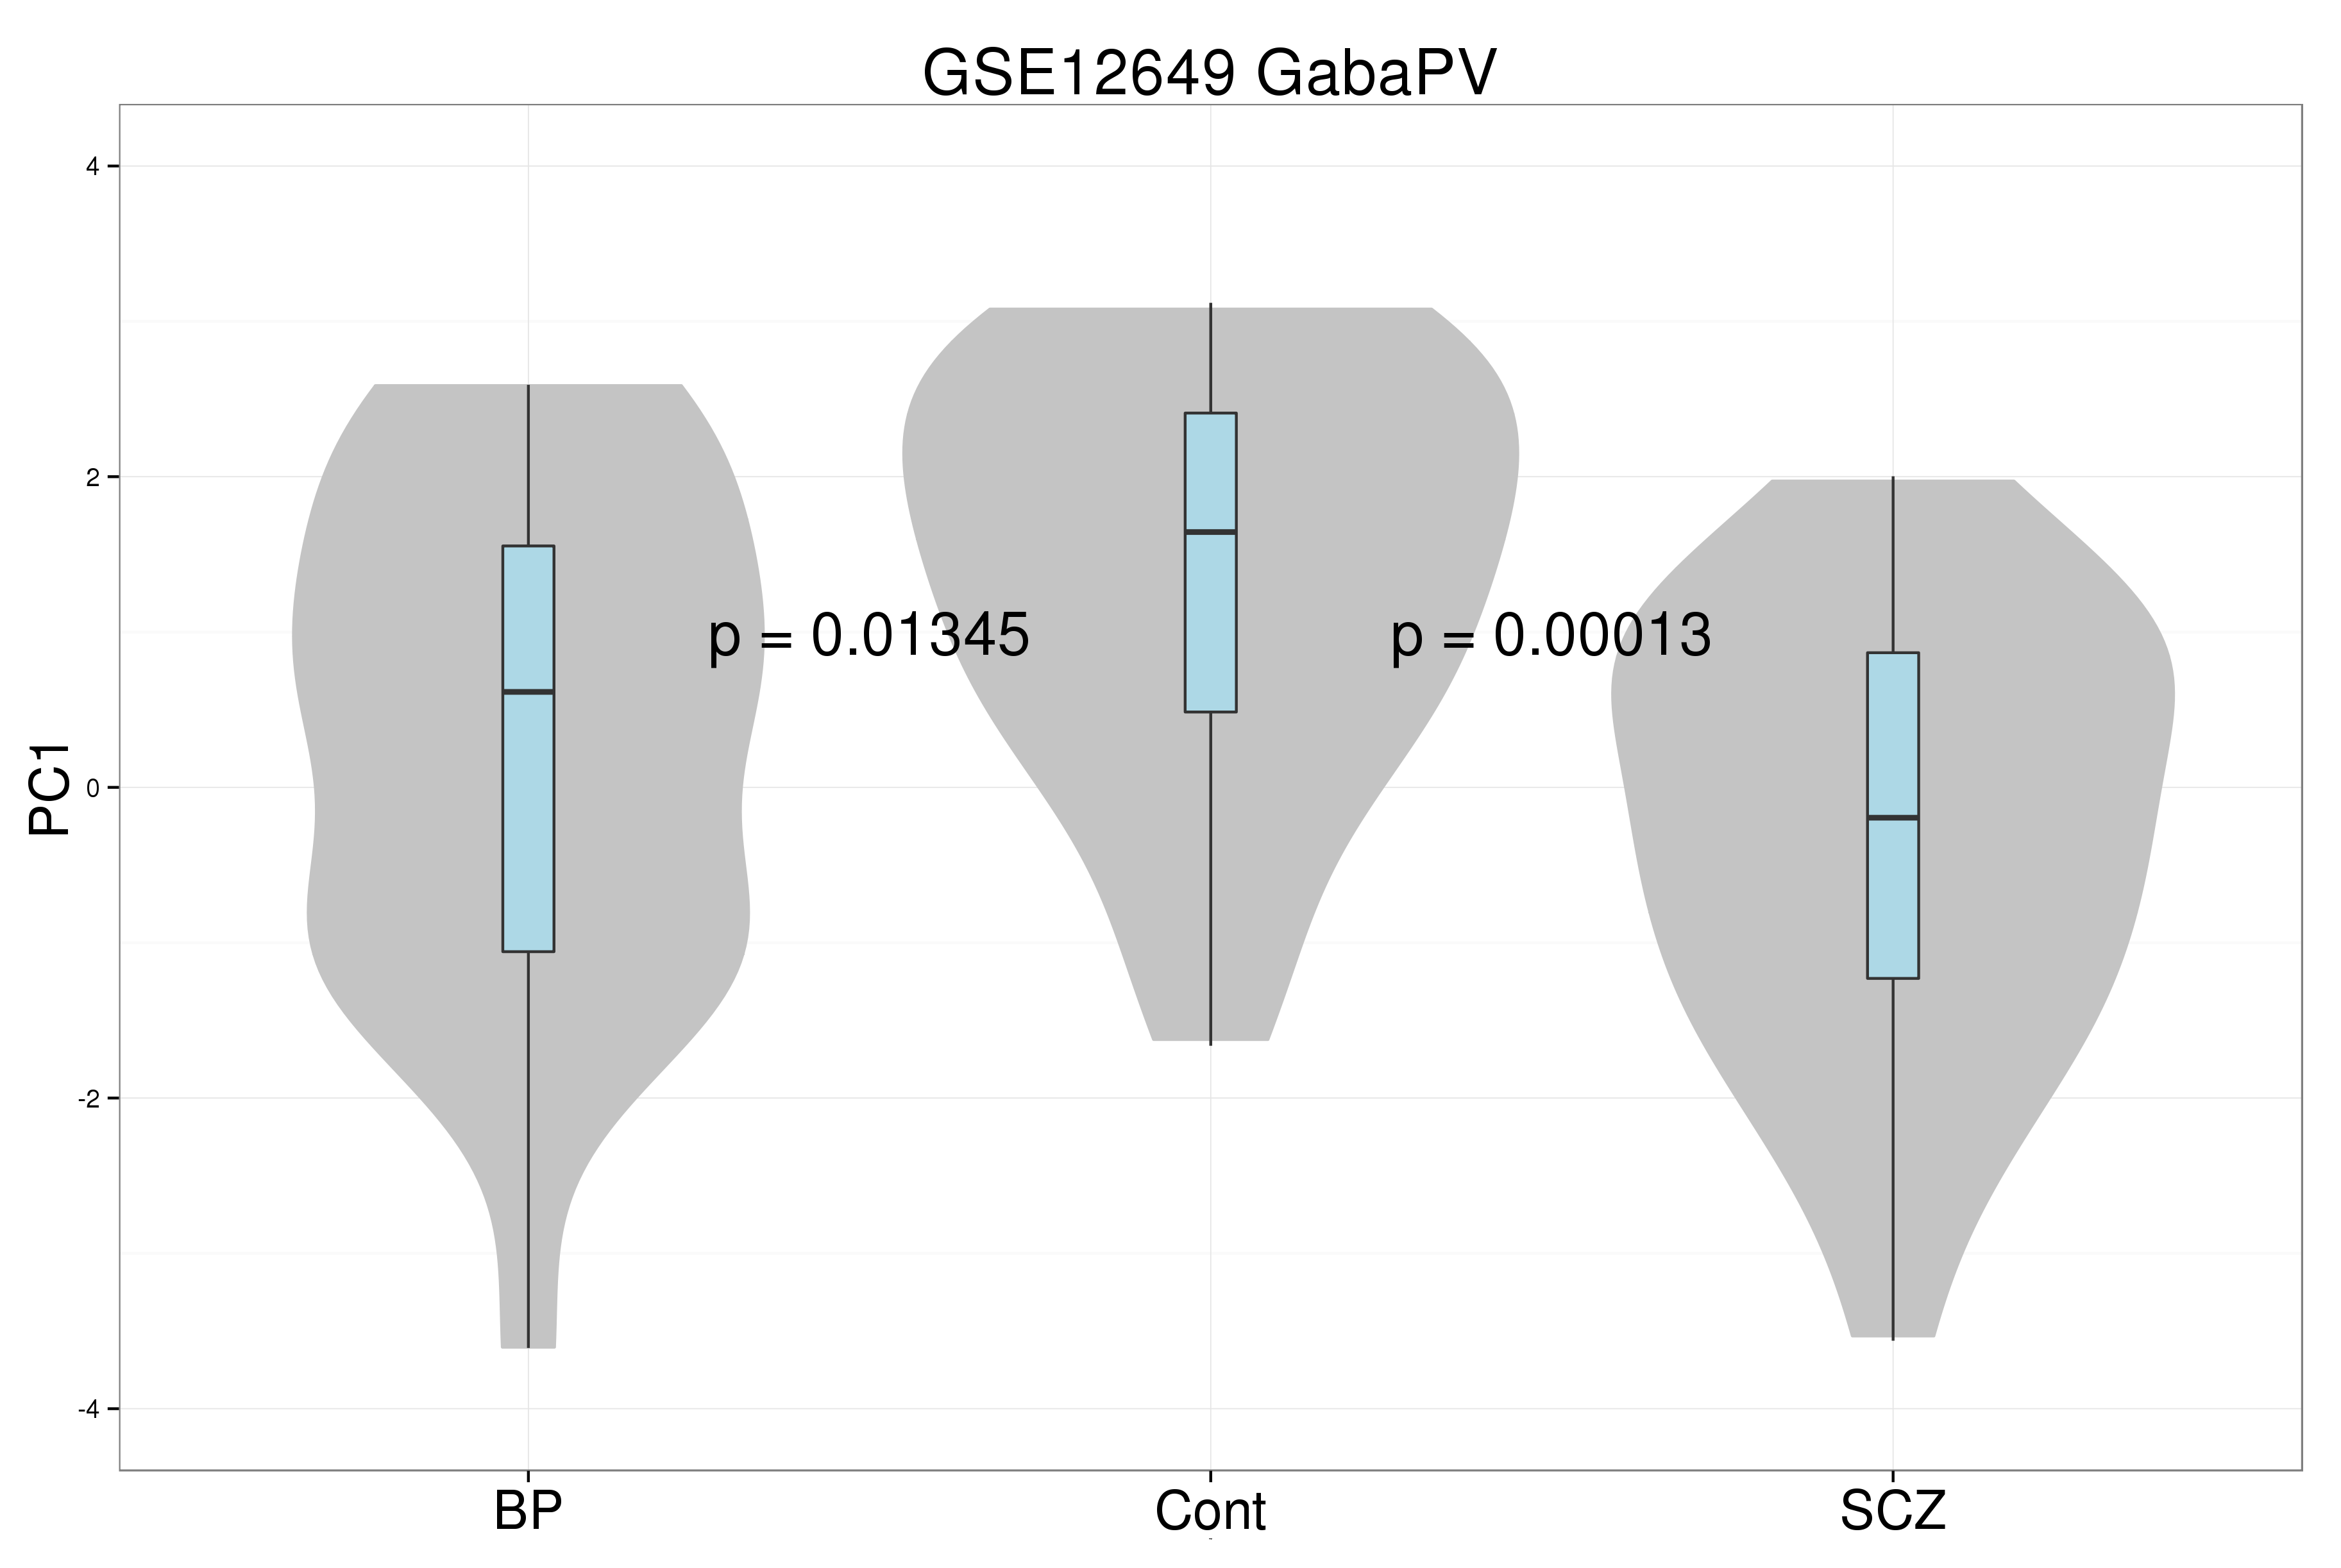 GSE12649 GabaPV
4
2
0
-2
-4
PC1
p = 0.01345
p = 0.00013
BP
Cont
SCZ